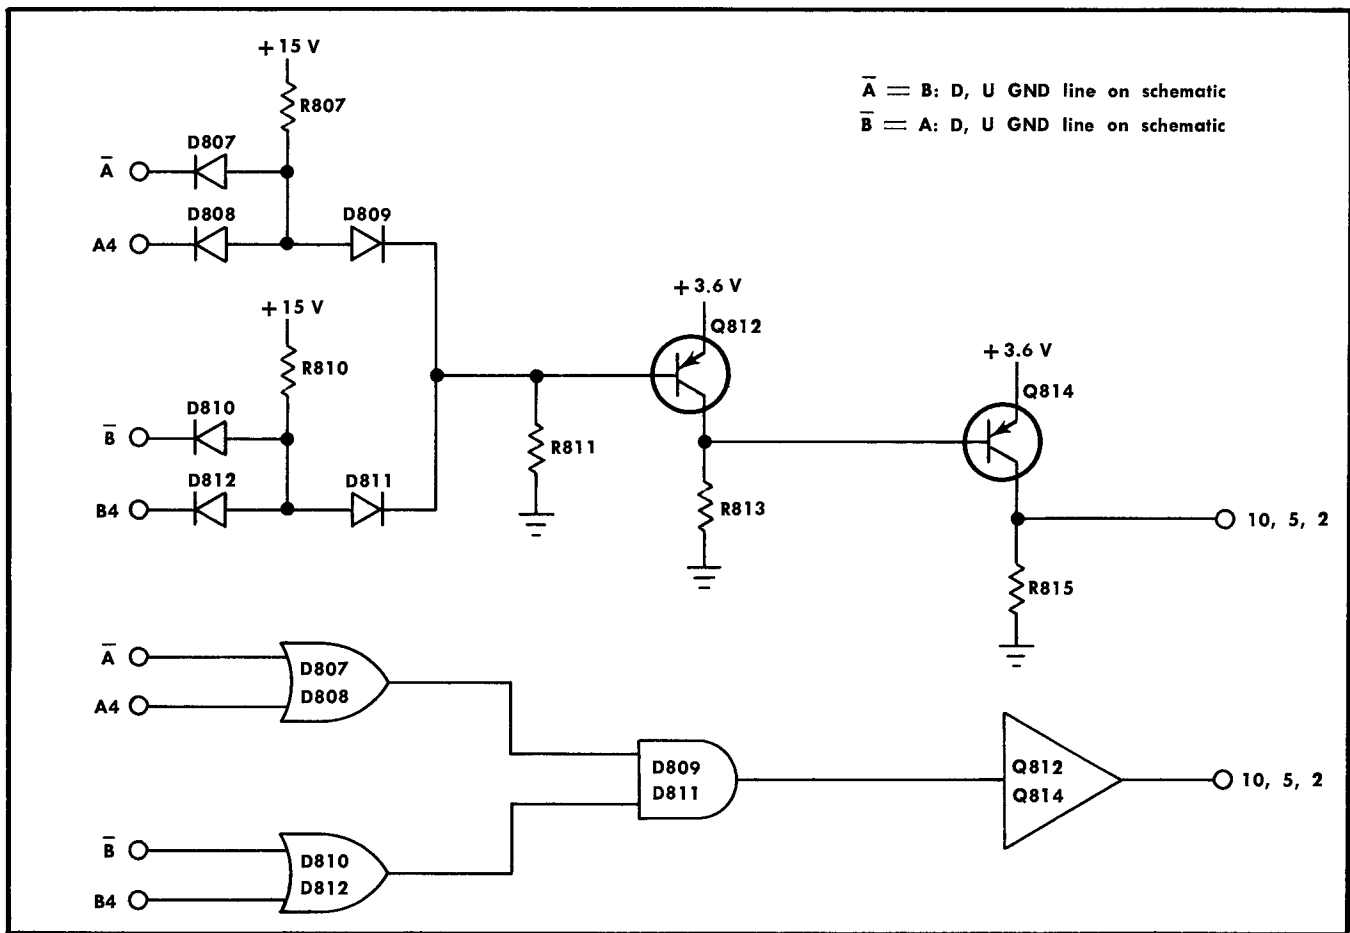 + 15 V
R807
A̅ = B: D, U GND line on schematic
B̅ = A: D, U GND line on schematic
D807
A̅
D808
D809
A4
+ 15 V
+ 3.6 V
Q812
R810
+ 3.6 V
Q814
D810
B̅
R811
D812
D811
B4
R813
10, 5, 2
R815
A̅
D807
D808
A4
D809
D811
Q812
Q814
10, 5, 2
B̅
D810
D812
B4